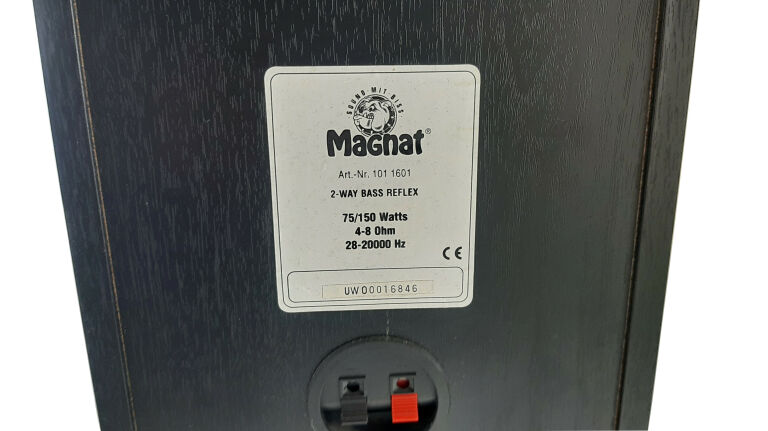 SOUND MIT BISS
Magnat®
Art.-Nr. 101 1601
2-WAY BASS REFLEX
75/150 Watts
4-8 Ohm
28-20000 Hz
CE
UWO0016846